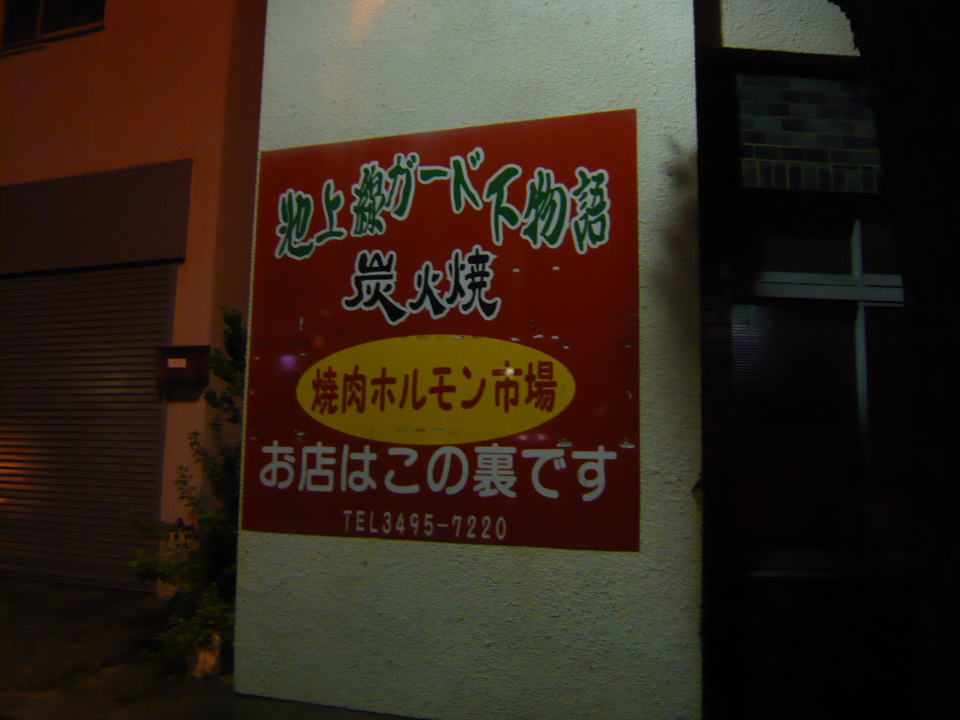 池上線ガード下物語
炭火焼
焼肉ホルモン市場
お店はこの裏です
TEL3495-7220